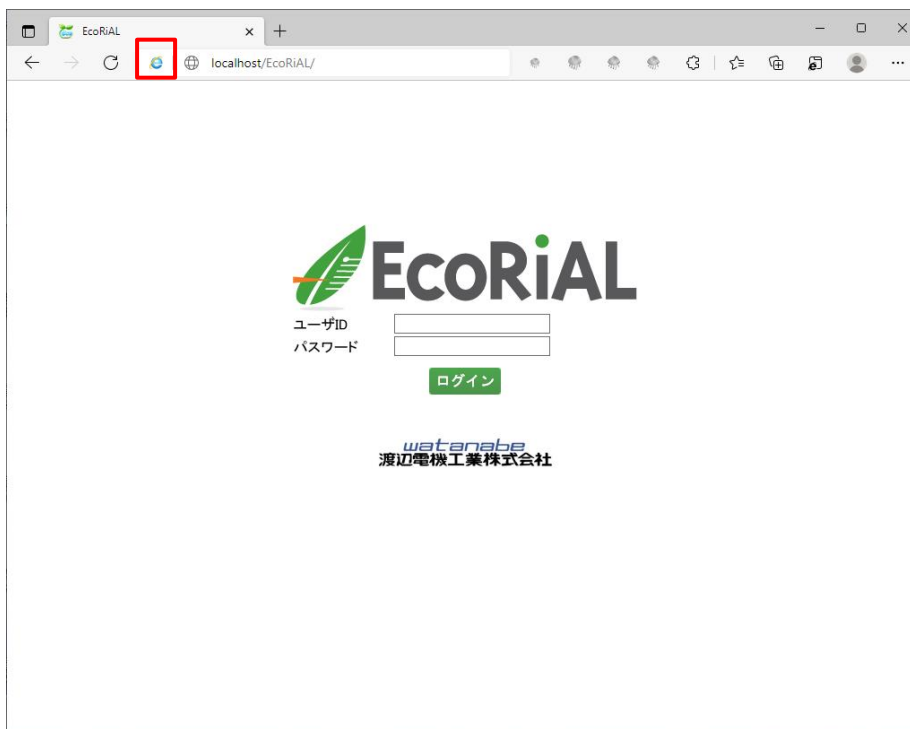 EcoRiAL
localhost/EcoRiAL/
EcoRiAL
ユーザID
パスワード
ログイン
watanabe
渡辺電機工業株式会社